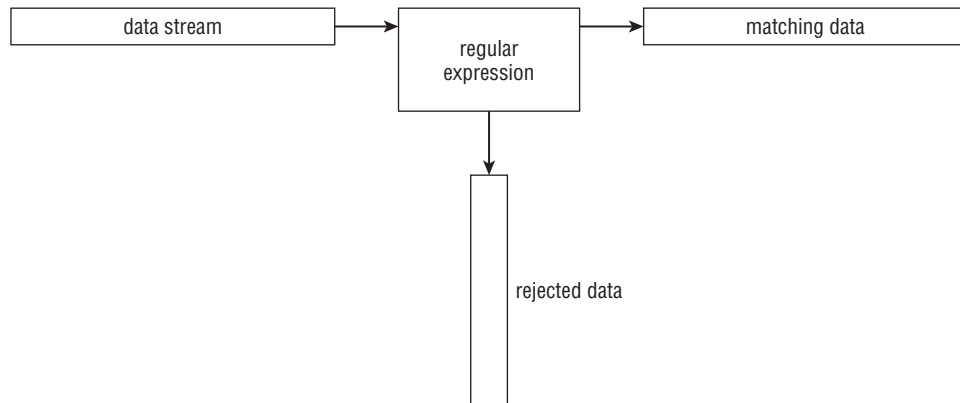 data stream
regular
expression
matching data
rejected data